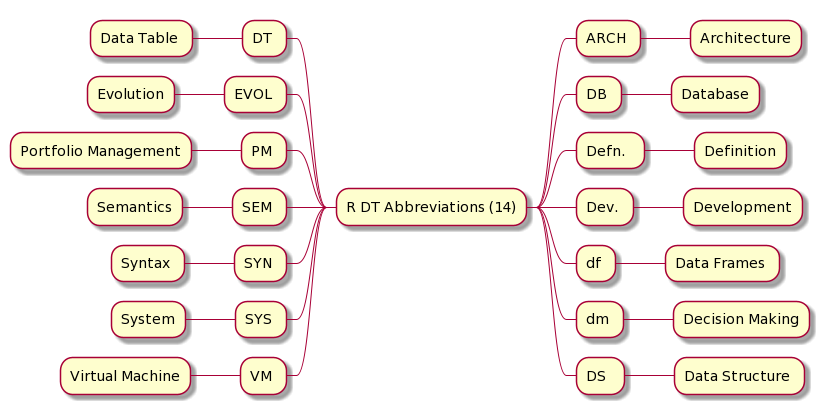 Data Table DT
Evolution EVOL
Portfolio Management PM
Semantics SEM
Syntax SYN
System SYS
Virtual Machine VM
R DT Abbreviations (14)
ARCH Architecture
DB Database
Defn. Definition
Dev. Development
df Data Frames
dm Decision Making
DS Data Structure